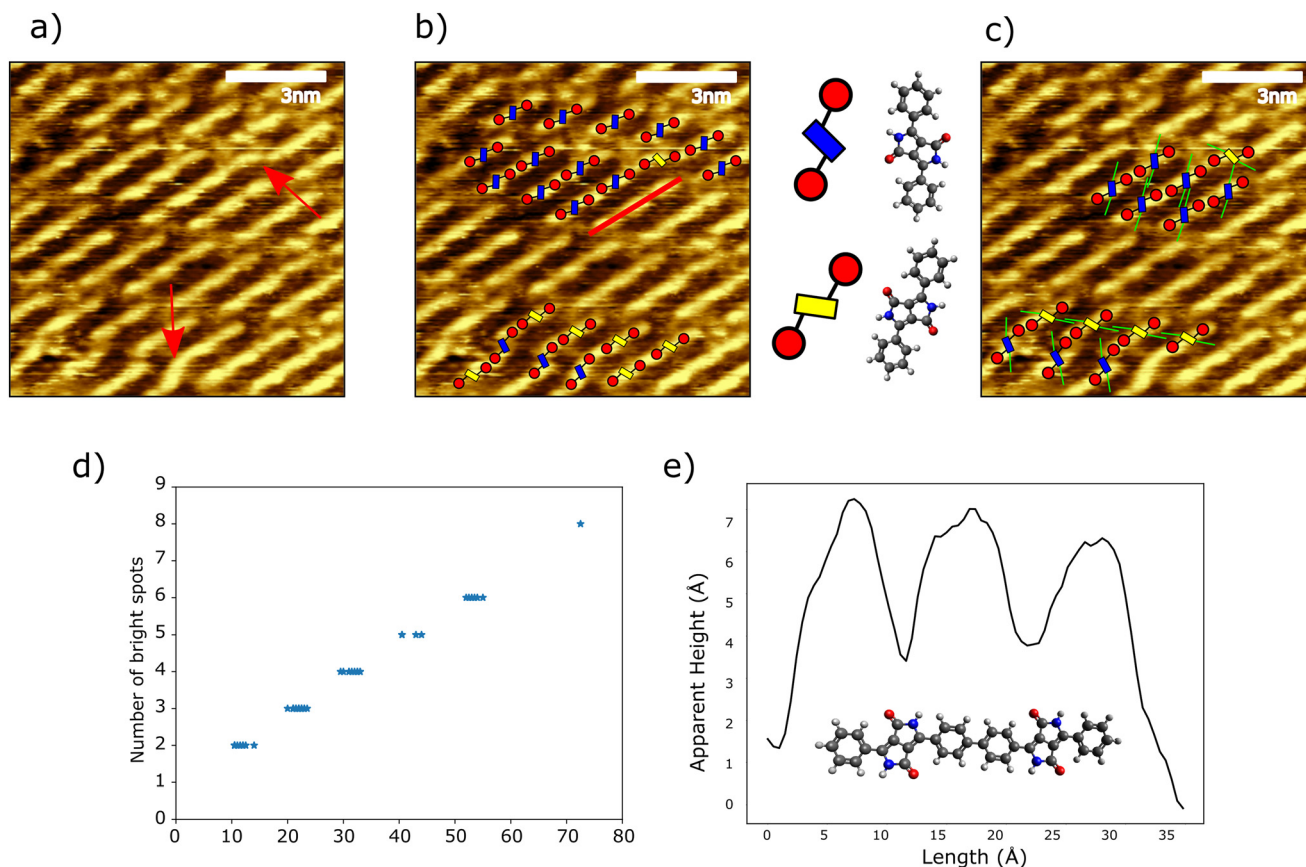 a)
b)
c)
3nm
3nm
3nm
d)
e)
Number of bright spots
9
8
7
6
5
4
3
2
1
0
0 10 20 30 40 50 60 70 80
Apparent Height (Å)
7
6
5
4
3
2
1
0
0 5 10 15 20 25 30 35
Length (Å)